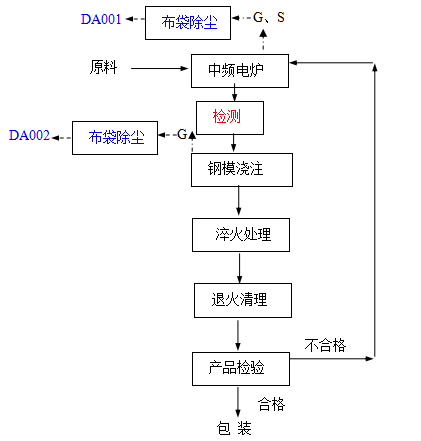 DA001
布袋除尘
G、S
原料
中频电炉
检测
DA002
布袋除尘
G
钢模浇注
淬火处理
退火清理
不合格
产品检验
合格
包 装